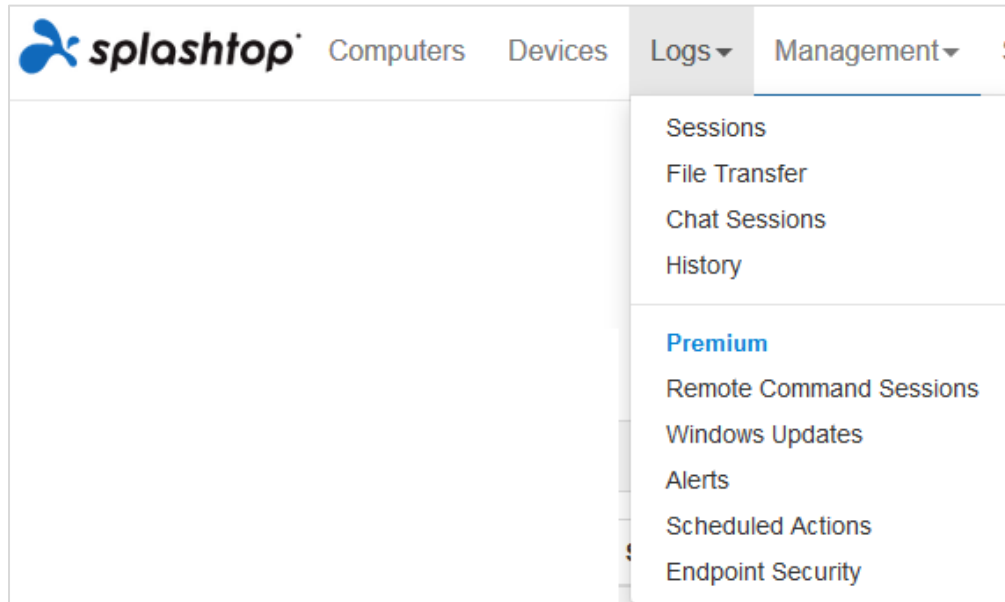 splashtop Computers Devices Logs Management
Sessions
File Transfer
Chat Sessions
History
Premium
Remote Command Sessions
Windows Updates
Alerts
Scheduled Actions
Endpoint Security